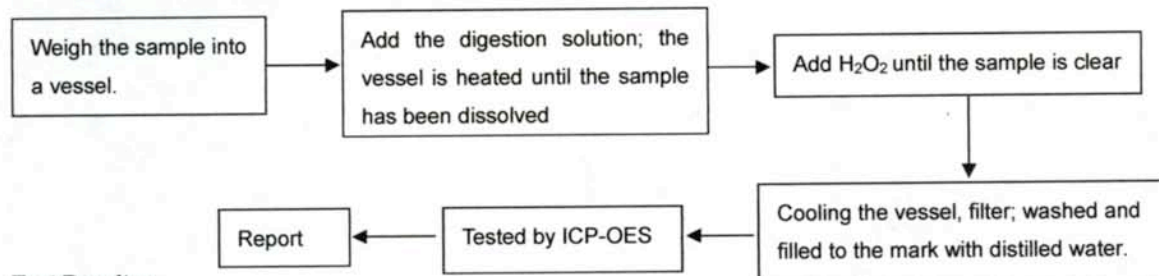 Weigh the sample into
a vessel.
Add the digestion solution; the
vessel is heated until the sample
has been dissolved
Add H₂O₂ until the sample is clear
Cooling the vessel, filter; washed and
filled to the mark with distilled water.
Tested by ICP-OES
Report